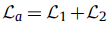 ℒₐ = ℒ₁ + ℒ₂